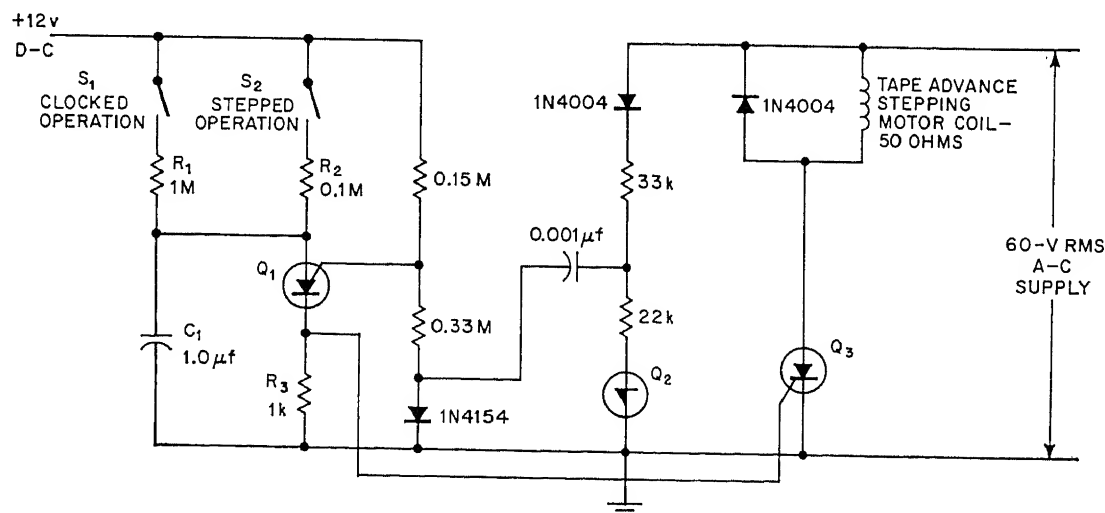 +12v
D-C
S1
CLOCKED
OPERATION
S2
STEPPED
OPERATION
R1
1M
R2
0.1M
0.15M
Q1
0.33M
C1
1.0μf
R3
1k
1N4154
0.001μf
1N4004
33k
22k
Q2
1N4004
TAPE ADVANCE
STEPPING
MOTOR COIL–
50 OHMS
Q3
60-V RMS
A-C
SUPPLY